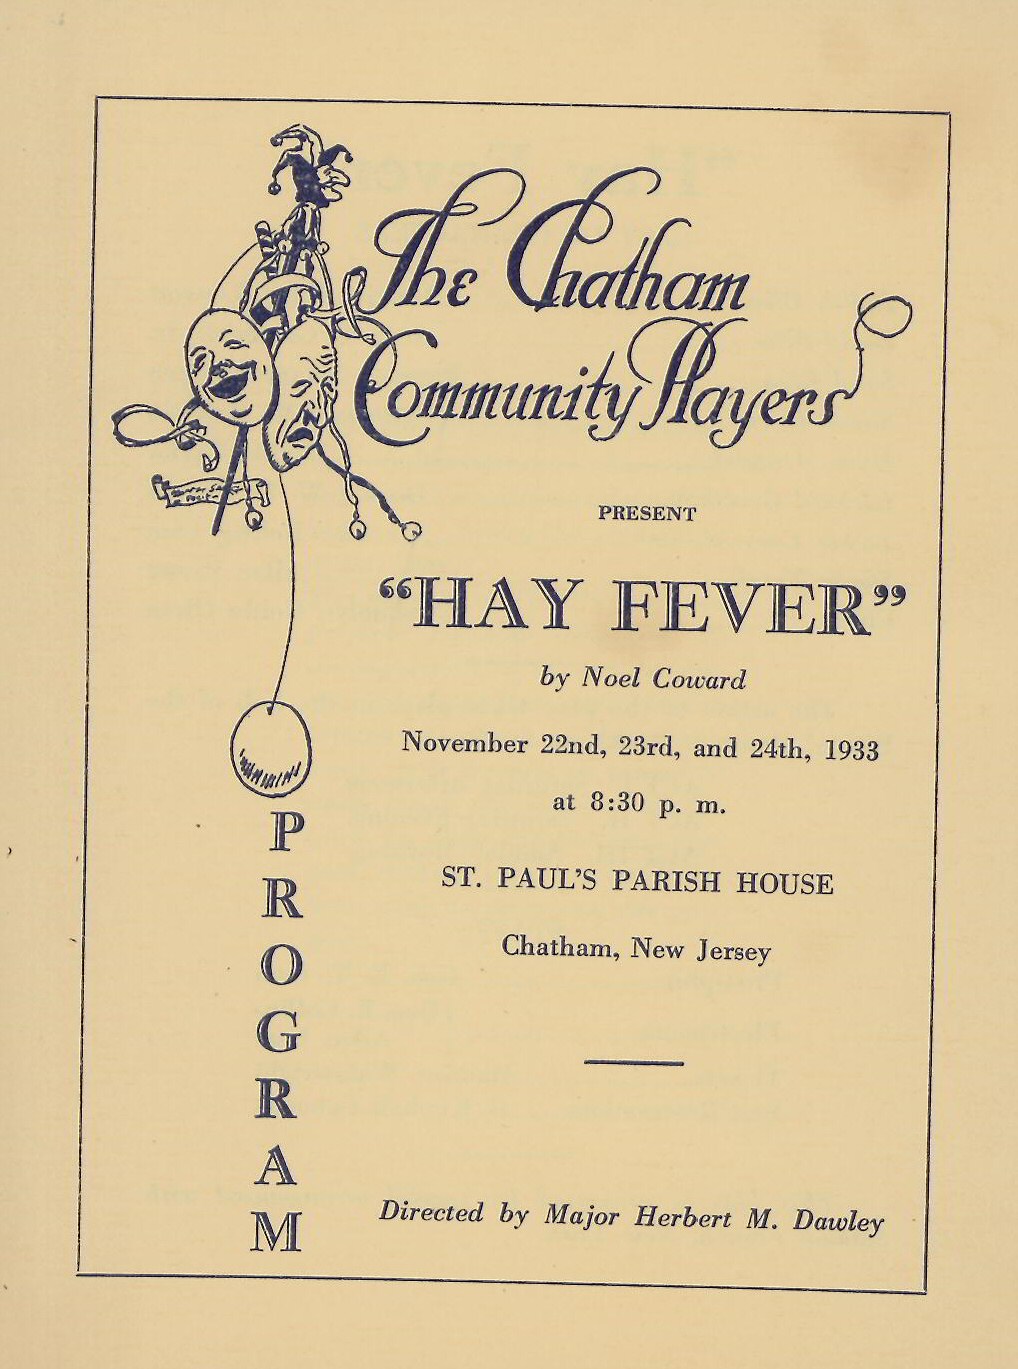 The Chatham
Community Players
PRESENT
“HAY FEVER”
by Noel Coward
November 22nd, 23rd, and 24th, 1933
at 8:30 p. m.
ST. PAUL’S PARISH HOUSE
Chatham, New Jersey
Directed by Major Herbert M. Dawley
PROGRAM